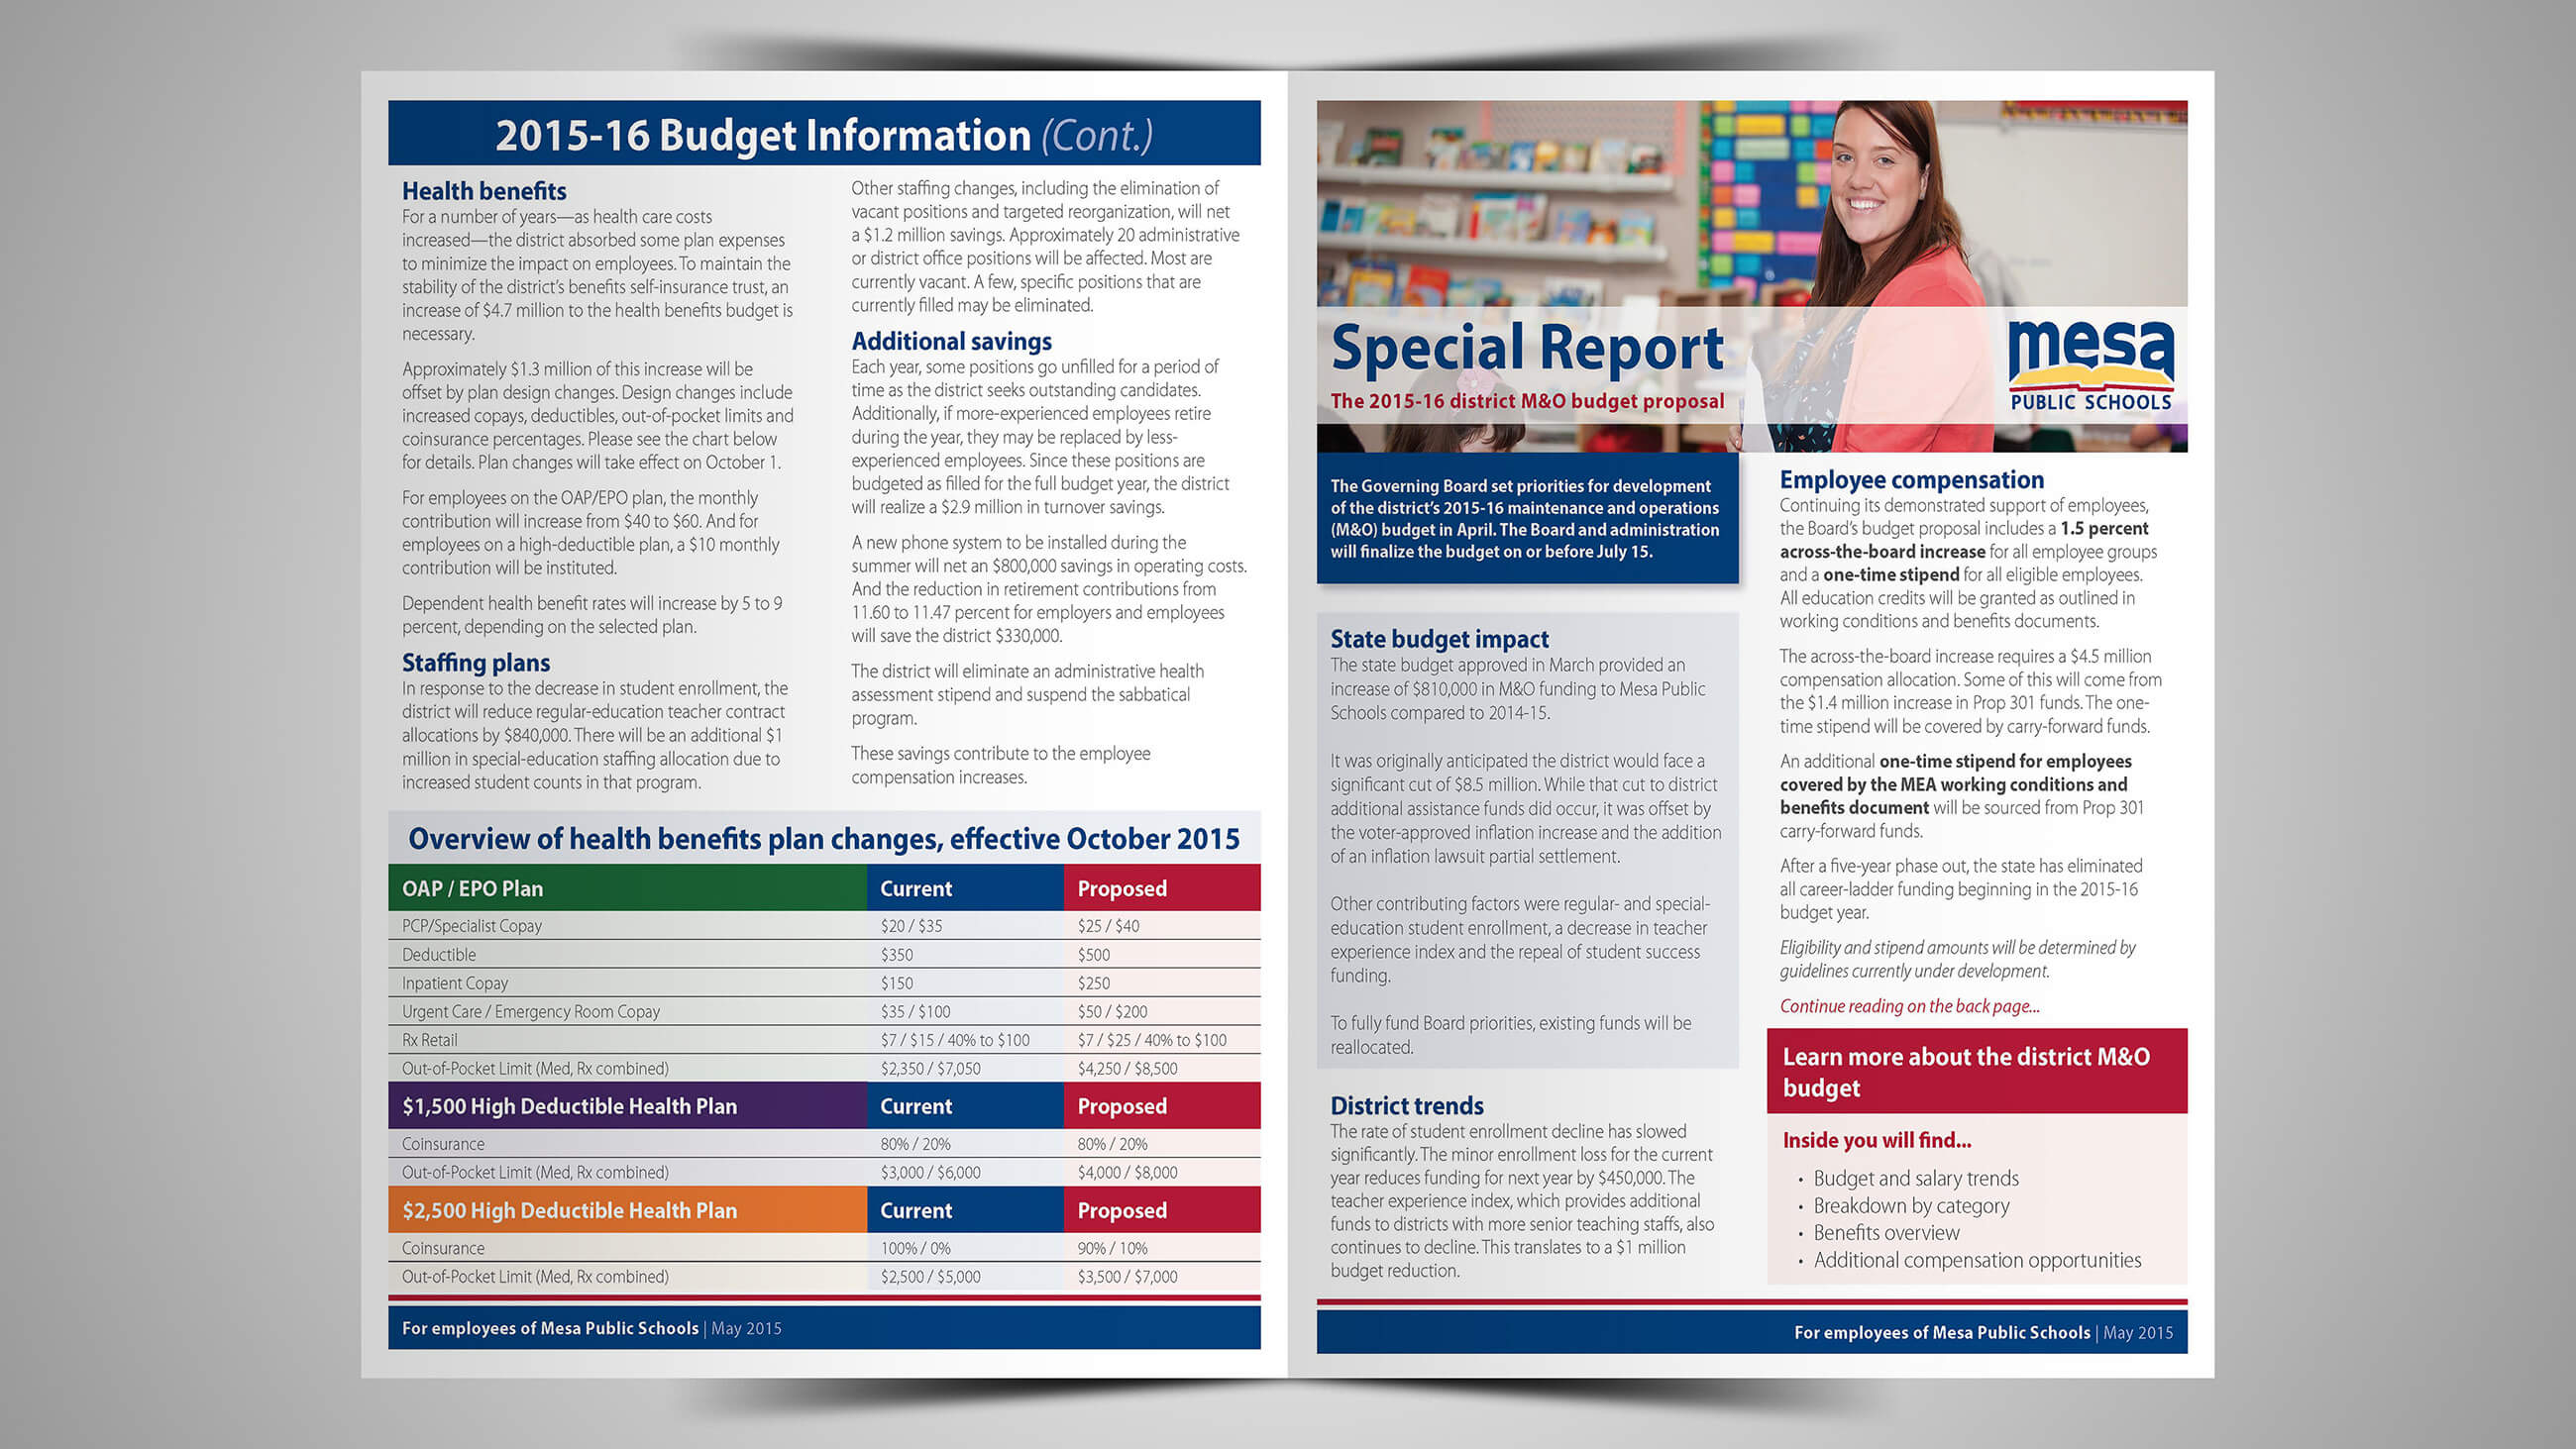 2015-16 Budget Information (Cont.)
Health benefits
For a number of years—as health care costs
increased—the district absorbed some plan expenses
to minimize the impact on employees. To maintain the
stability of the district's benefits self-insurance trust, an
increase of $4.7 million to the health benefits budget is
necessary.
Approximately $1.3 million of this increase will be
offset by plan design changes. Design changes include
increased copays, deductibles, out-of-pocket limits and
coinsurance percentages. Please see the chart below
for details. Plan changes will take effect on October 1.
For employees on the OAP/EPO plan, the monthly
contribution will increase from $40 to $60. And for
employees on a high-deductible plan, a $10 monthly
contribution will be instituted.
Dependent health benefit rates will increase by 5 to 9
percent, depending on the selected plan.
Staffing plans
In response to the decrease in student enrollment, the
district will reduce regular-education teacher contract
allocations by $840,000. There will be an additional $1
million in special-education staffing allocation due to
increased student counts in that program.
Other staffing changes, including the elimination of
vacant positions and targeted reorganization, will net
a $1.2 million savings. Approximately 20 administrative
or district office positions will be affected. Most are
currently vacant. A few, specific positions that are
currently filled may be eliminated.
Additional savings
Each year, some positions go unfilled for a period of
time as the district seeks outstanding candidates.
Additionally, if more-experienced employees retire
during the year, they may be replaced by less-
experienced employees. Since these positions are
budgeted as filled for the full budget year, the district
will realize a $2.9 million in turnover savings.
A new phone system to be installed during the
summer will net an $800,000 savings in operating costs.
And the reduction in retirement contributions from
11.60 to 11.47 percent for employers and employees
will save the district $330,000.
The district will eliminate an administrative health
assessment stipend and suspend the sabbatical
program.
These savings contribute to the employee
compensation increases.
Overview of health benefits plan changes, effective October 2015
OAP / EPO Plan Current Proposed
PCP/Specialist Copay $20 / $35 $25 / $40
Deductible $350 $500
Inpatient Copay $150 $250
Urgent Care / Emergency Room Copay $35 / $100 $50 / $200
Rx Retail $7 / $15 / 40% to $100 $7 / $25 / 40% to $100
Out-of-Pocket Limit (Med, Rx combined) $2,350 / $7,050 $4,250 / $8,500
$1,500 High Deductible Health Plan Current Proposed
Coinsurance 80% / 20% 80% / 20%
Out-of-Pocket Limit (Med, Rx combined) $3,000 / $6,000 $4,000 / $8,000
$2,500 High Deductible Health Plan Current Proposed
Coinsurance 100% / 0% 90% / 10%
Out-of-Pocket Limit (Med, Rx combined) $2,500 / $5,000 $3,500 / $7,000
For employees of Mesa Public Schools | May 2015
Special Report
The 2015-16 district M&O budget proposal
mesa
PUBLIC SCHOOLS
The Governing Board set priorities for development
of the district's 2015-16 maintenance and operations
(M&O) budget in April. The Board and administration
will finalize the budget on or before July 15.
State budget impact
The state budget approved in March provided an
increase of $810,000 in M&O funding to Mesa Public
Schools compared to 2014-15.
It was originally anticipated the district would face a
significant cut of $8.5 million. While that cut to district
additional assistance funds did occur, it was offset by
the voter-approved inflation increase and the addition
of an inflation lawsuit partial settlement.
Other contributing factors were regular- and special-
education student enrollment, a decrease in teacher
experience index and the repeal of student success
funding.
To fully fund Board priorities, existing funds will be
reallocated.
District trends
The rate of student enrollment decline has slowed
significantly. The minor enrollment loss for the current
year reduces funding for next year by $450,000. The
teacher experience index, which provides additional
funds to districts with more senior teaching staffs, also
continues to decline. This translates to a $1 million
budget reduction.
Employee compensation
Continuing its demonstrated support of employees,
the Board's budget proposal includes a 1.5 percent
across-the-board increase for all employee groups
and a one-time stipend for all eligible employees.
All education credits will be granted as outlined in
working conditions and benefits documents.
The across-the-board increase requires a $4.5 million
compensation allocation. Some of this will come from
the $1.4 million increase in Prop 301 funds. The one-
time stipend will be covered by carry-forward funds.
An additional one-time stipend for employees
covered by the MEA working conditions and
benefits document will be sourced from Prop 301
carry-forward funds.
After a five-year phase out, the state has eliminated
all career-ladder funding beginning in the 2015-16
budget year.
Eligibility and stipend amounts will be determined by
guidelines currently under development.
Continue reading on the back page...
Learn more about the district M&O
budget
Inside you will find...
• Budget and salary trends
• Breakdown by category
• Benefits overview
• Additional compensation opportunities
For employees of Mesa Public Schools | May 2015